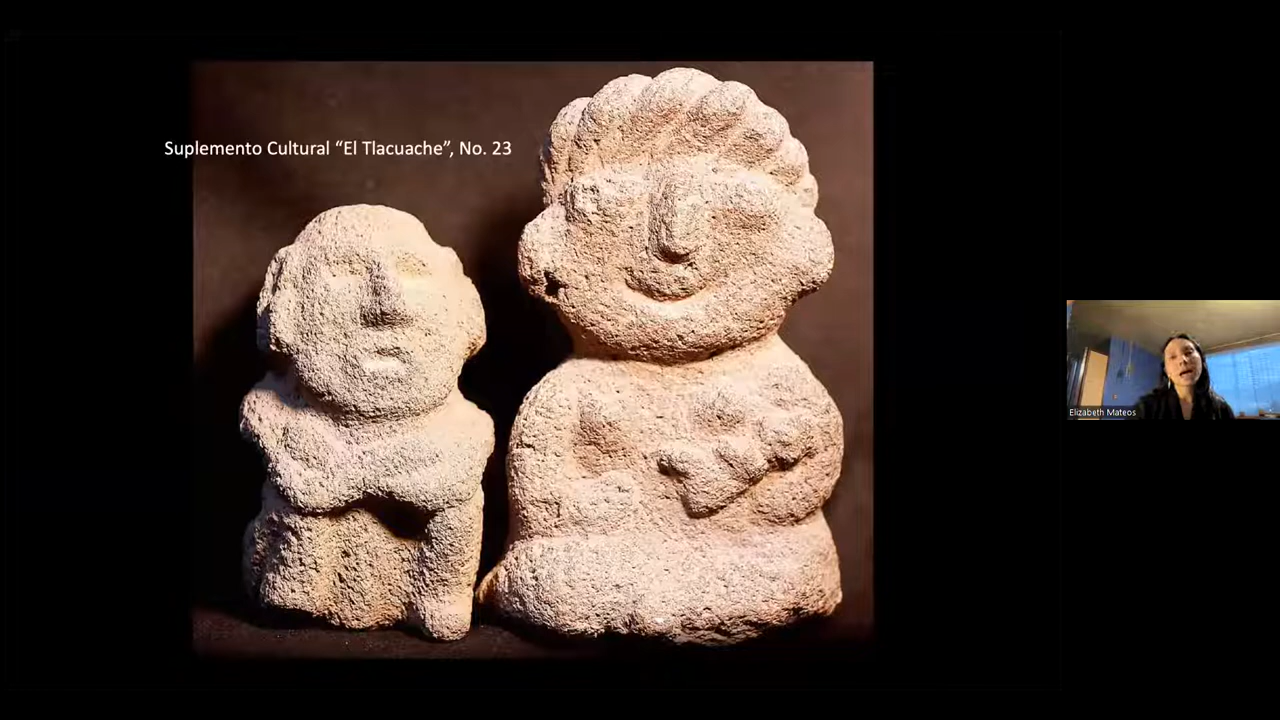 Suplemento Cultural “El Tlacuache”, No. 23
Elizabeth Mateos